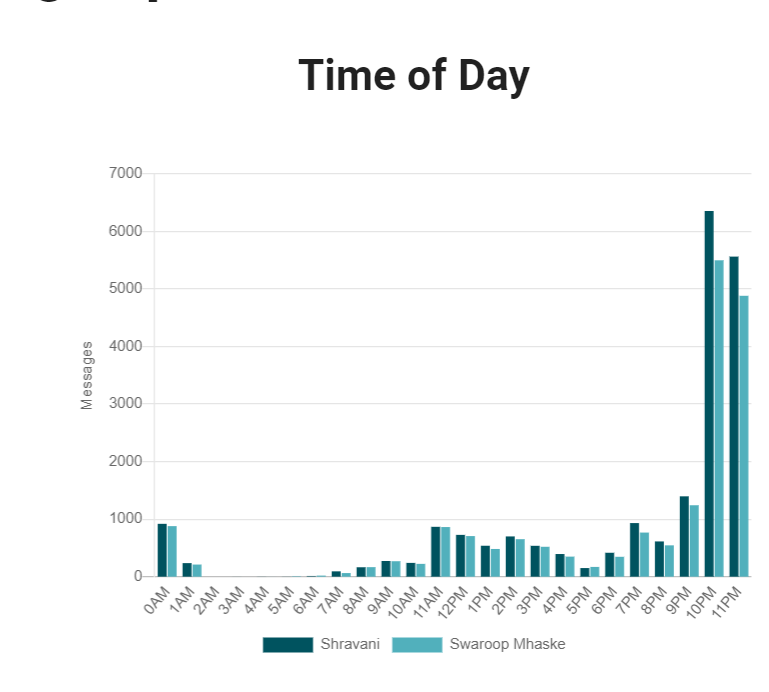 Time of Day
7000
6000
5000
4000
3000
2000
1000
0
Messages
0AM 1AM 2AM 3AM 4AM 5AM 6AM 7AM 8AM 9AM 10AM 11AM 12PM 1PM 2PM 3PM 4PM 5PM 6PM 7PM 8PM 9PM 10PM 11PM
Shravani Swaroop Mhaske